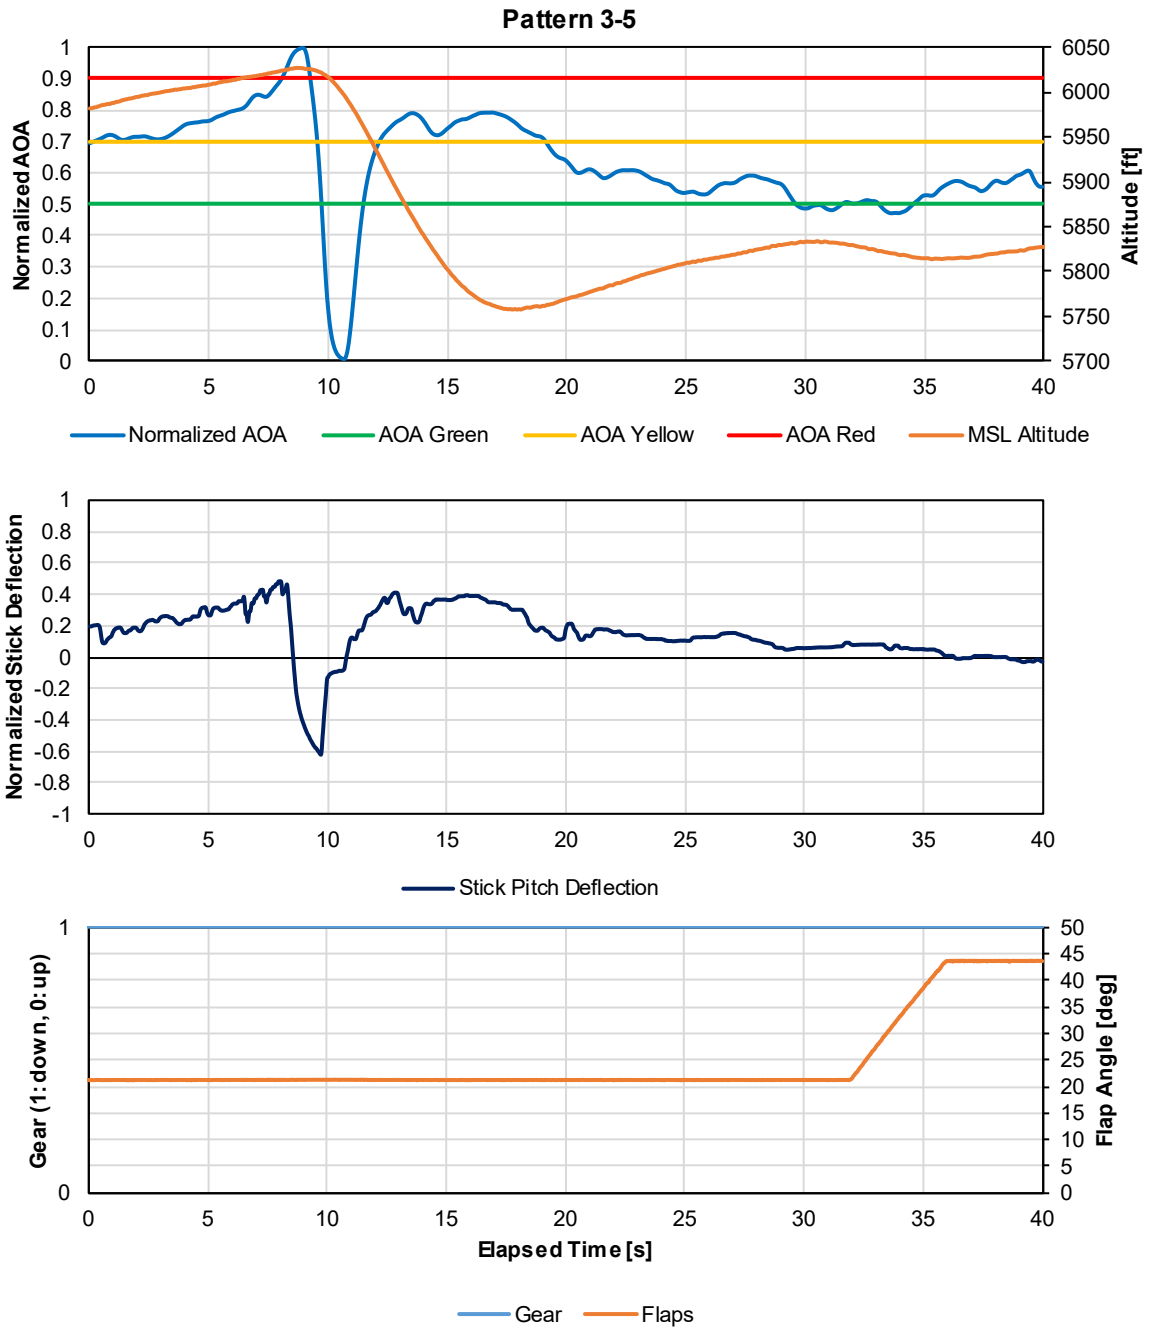 Pattern 3-5
1 6050
0.9 6000
0.8
0.7 5950
0.6 5900
0.5
0.4 5850
0.3 5800
0.2
0.1 5750
0 5700
Normalized AOA
Altitude [ft]
0 5 10 15 20 25 30 35 40
Normalized AOA AOA Green AOA Yellow AOA Red MSL Altitude
1
0.8
0.6
0.4
0.2
0
-0.2
-0.4
-0.6
-0.8
-1
Normalized Stick Deflection
0 5 10 15 20 25 30 35 40
Stick Pitch Deflection
1 50
45
40
35
30
25
20
15
10
5
0 0
Gear (1: down, 0: up)
Flap Angle [deg]
0 5 10 15 20 25 30 35 40
Elapsed Time [s]
Gear Flaps